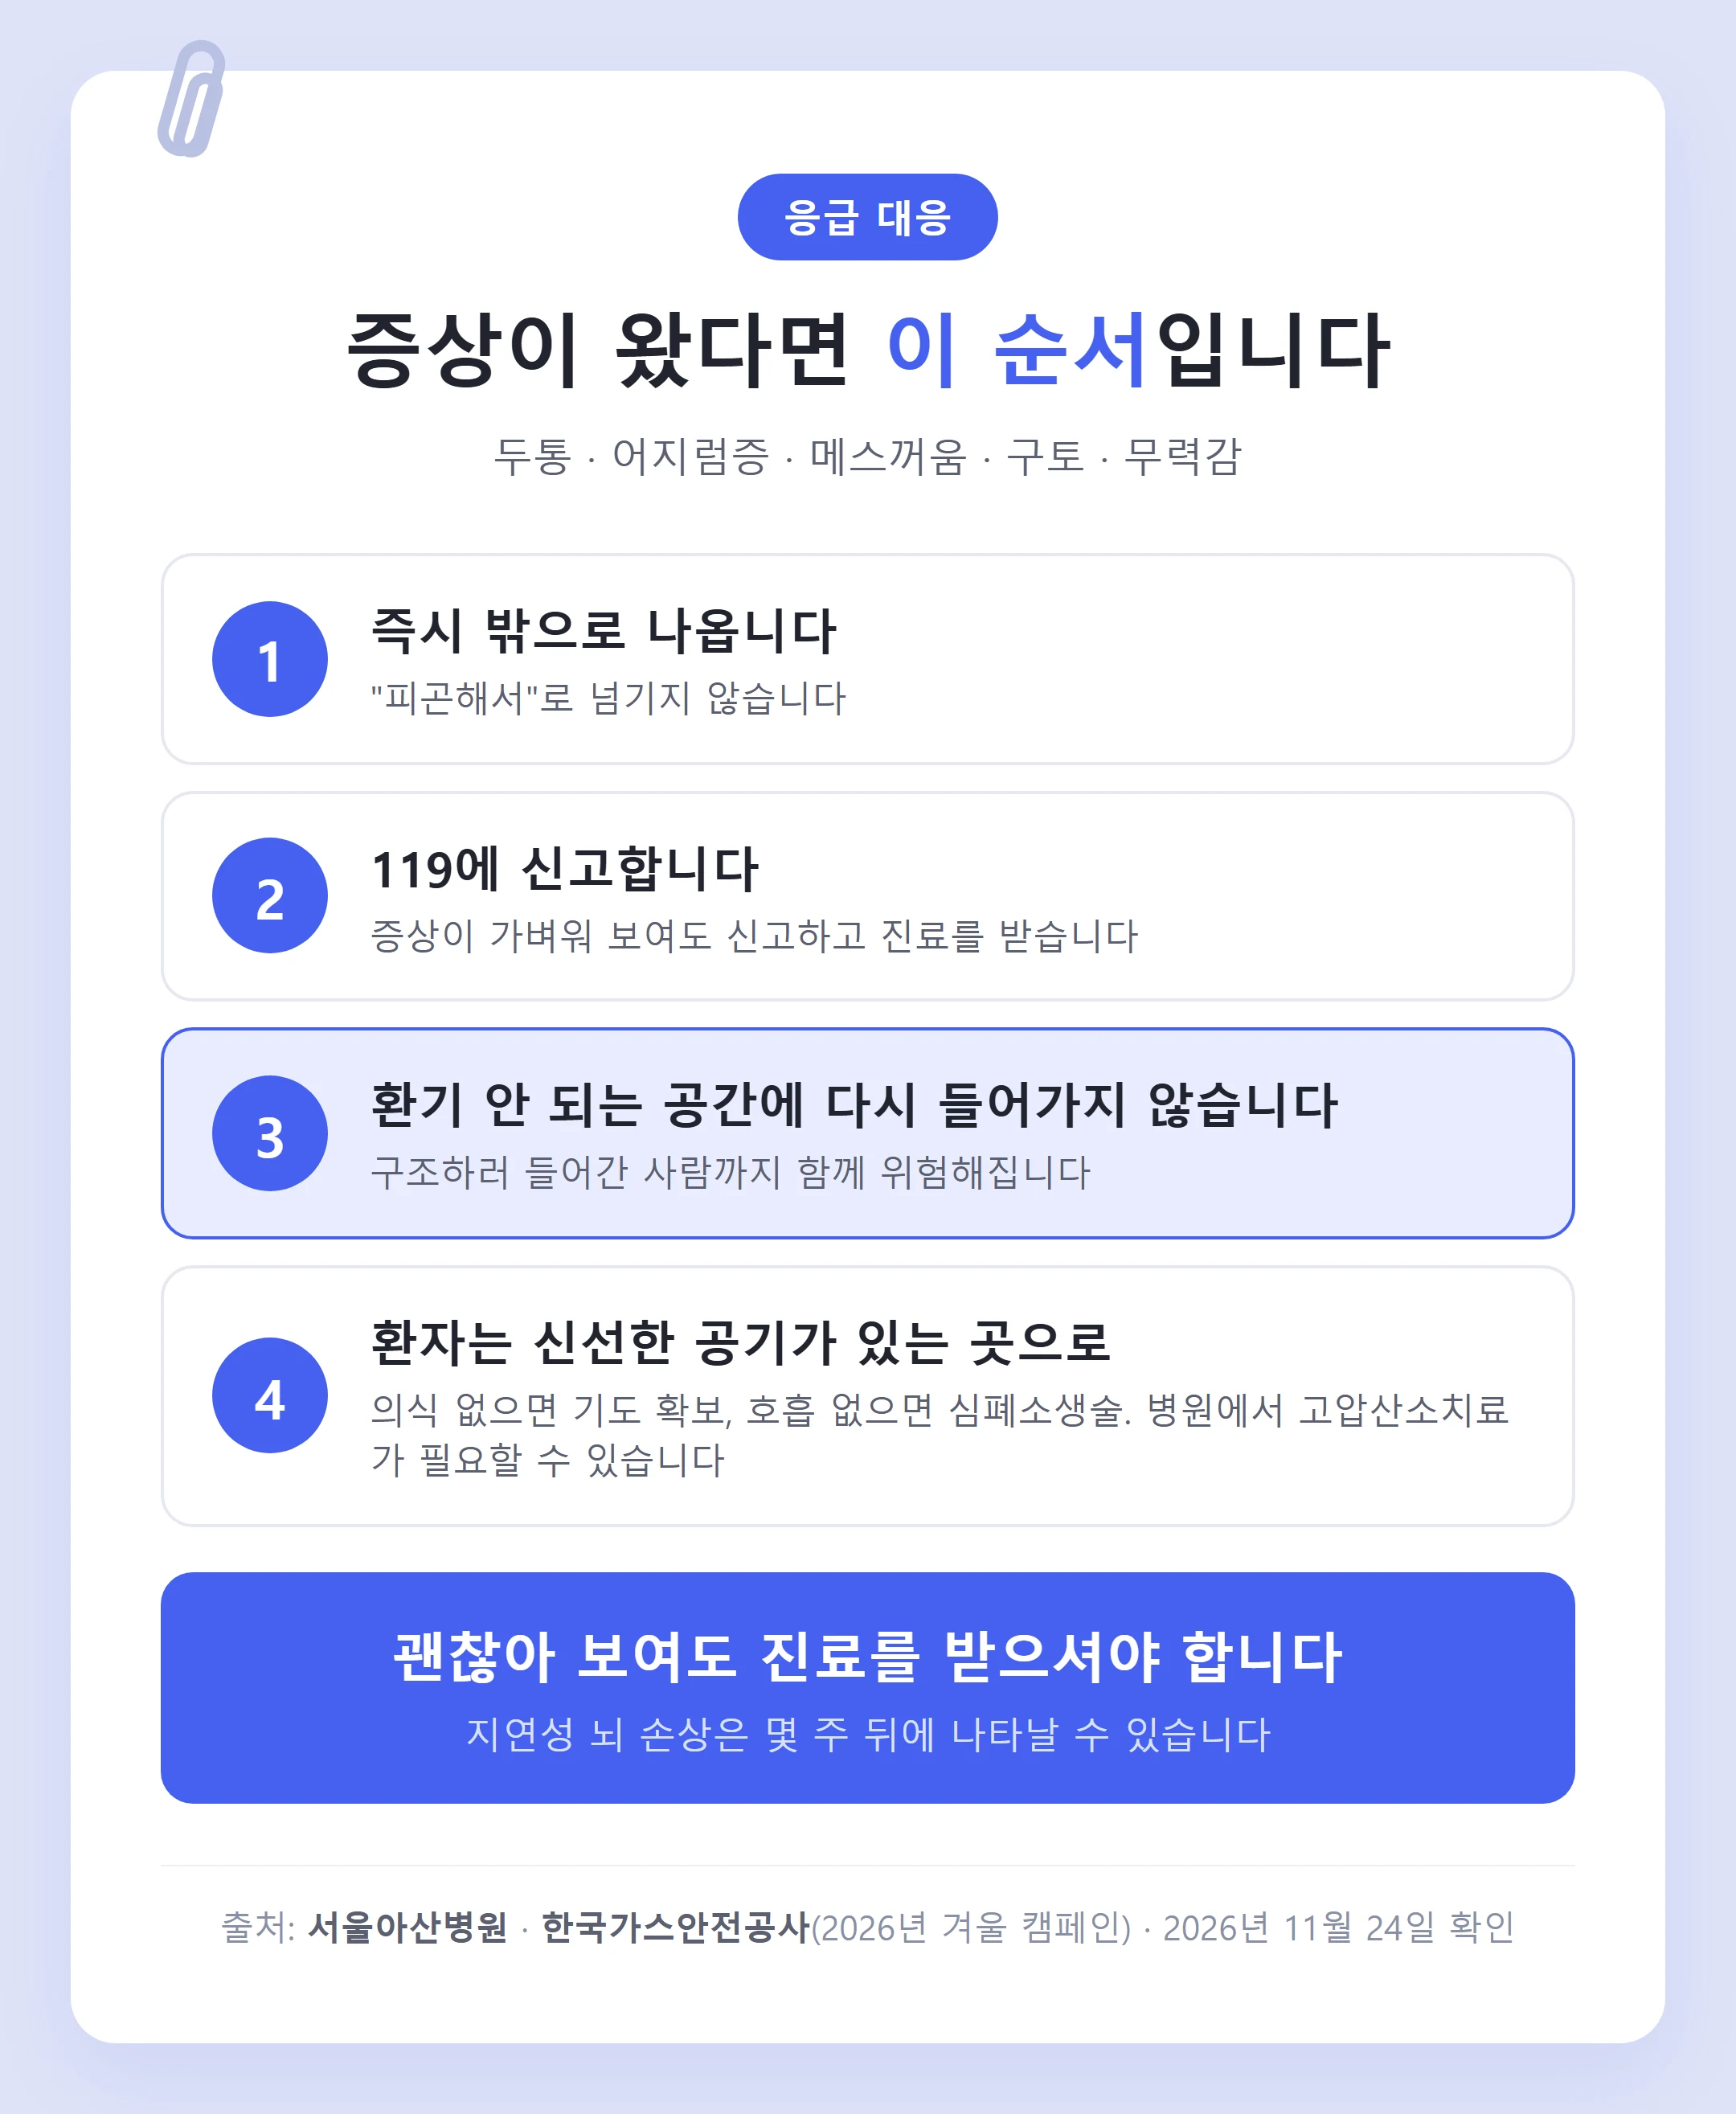 응급 대응
증상이 왔다면 이 순서입니다
두통 · 어지럼증 · 메스꺼움 · 구토 · 무력감
1
즉시 밖으로 나옵니다
"피곤해서"로 넘기지 않습니다
2
119에 신고합니다
증상이 가벼워 보여도 신고하고 진료를 받습니다
3
환기 안 되는 공간에 다시 들어가지 않습니다
구조하러 들어간 사람까지 함께 위험해집니다
4
환자는 신선한 공기가 있는 곳으로
의식 없으면 기도 확보, 호흡 없으면 심폐소생술. 병원에서 고압산소치료
가 필요할 수 있습니다
괜찮아 보여도 진료를 받으셔야 합니다
지연성 뇌 손상은 몇 주 뒤에 나타날 수 있습니다
출처: 서울아산병원 · 한국가스안전공사(2026년 겨울 캠페인) · 2026년 11월 24일 확인